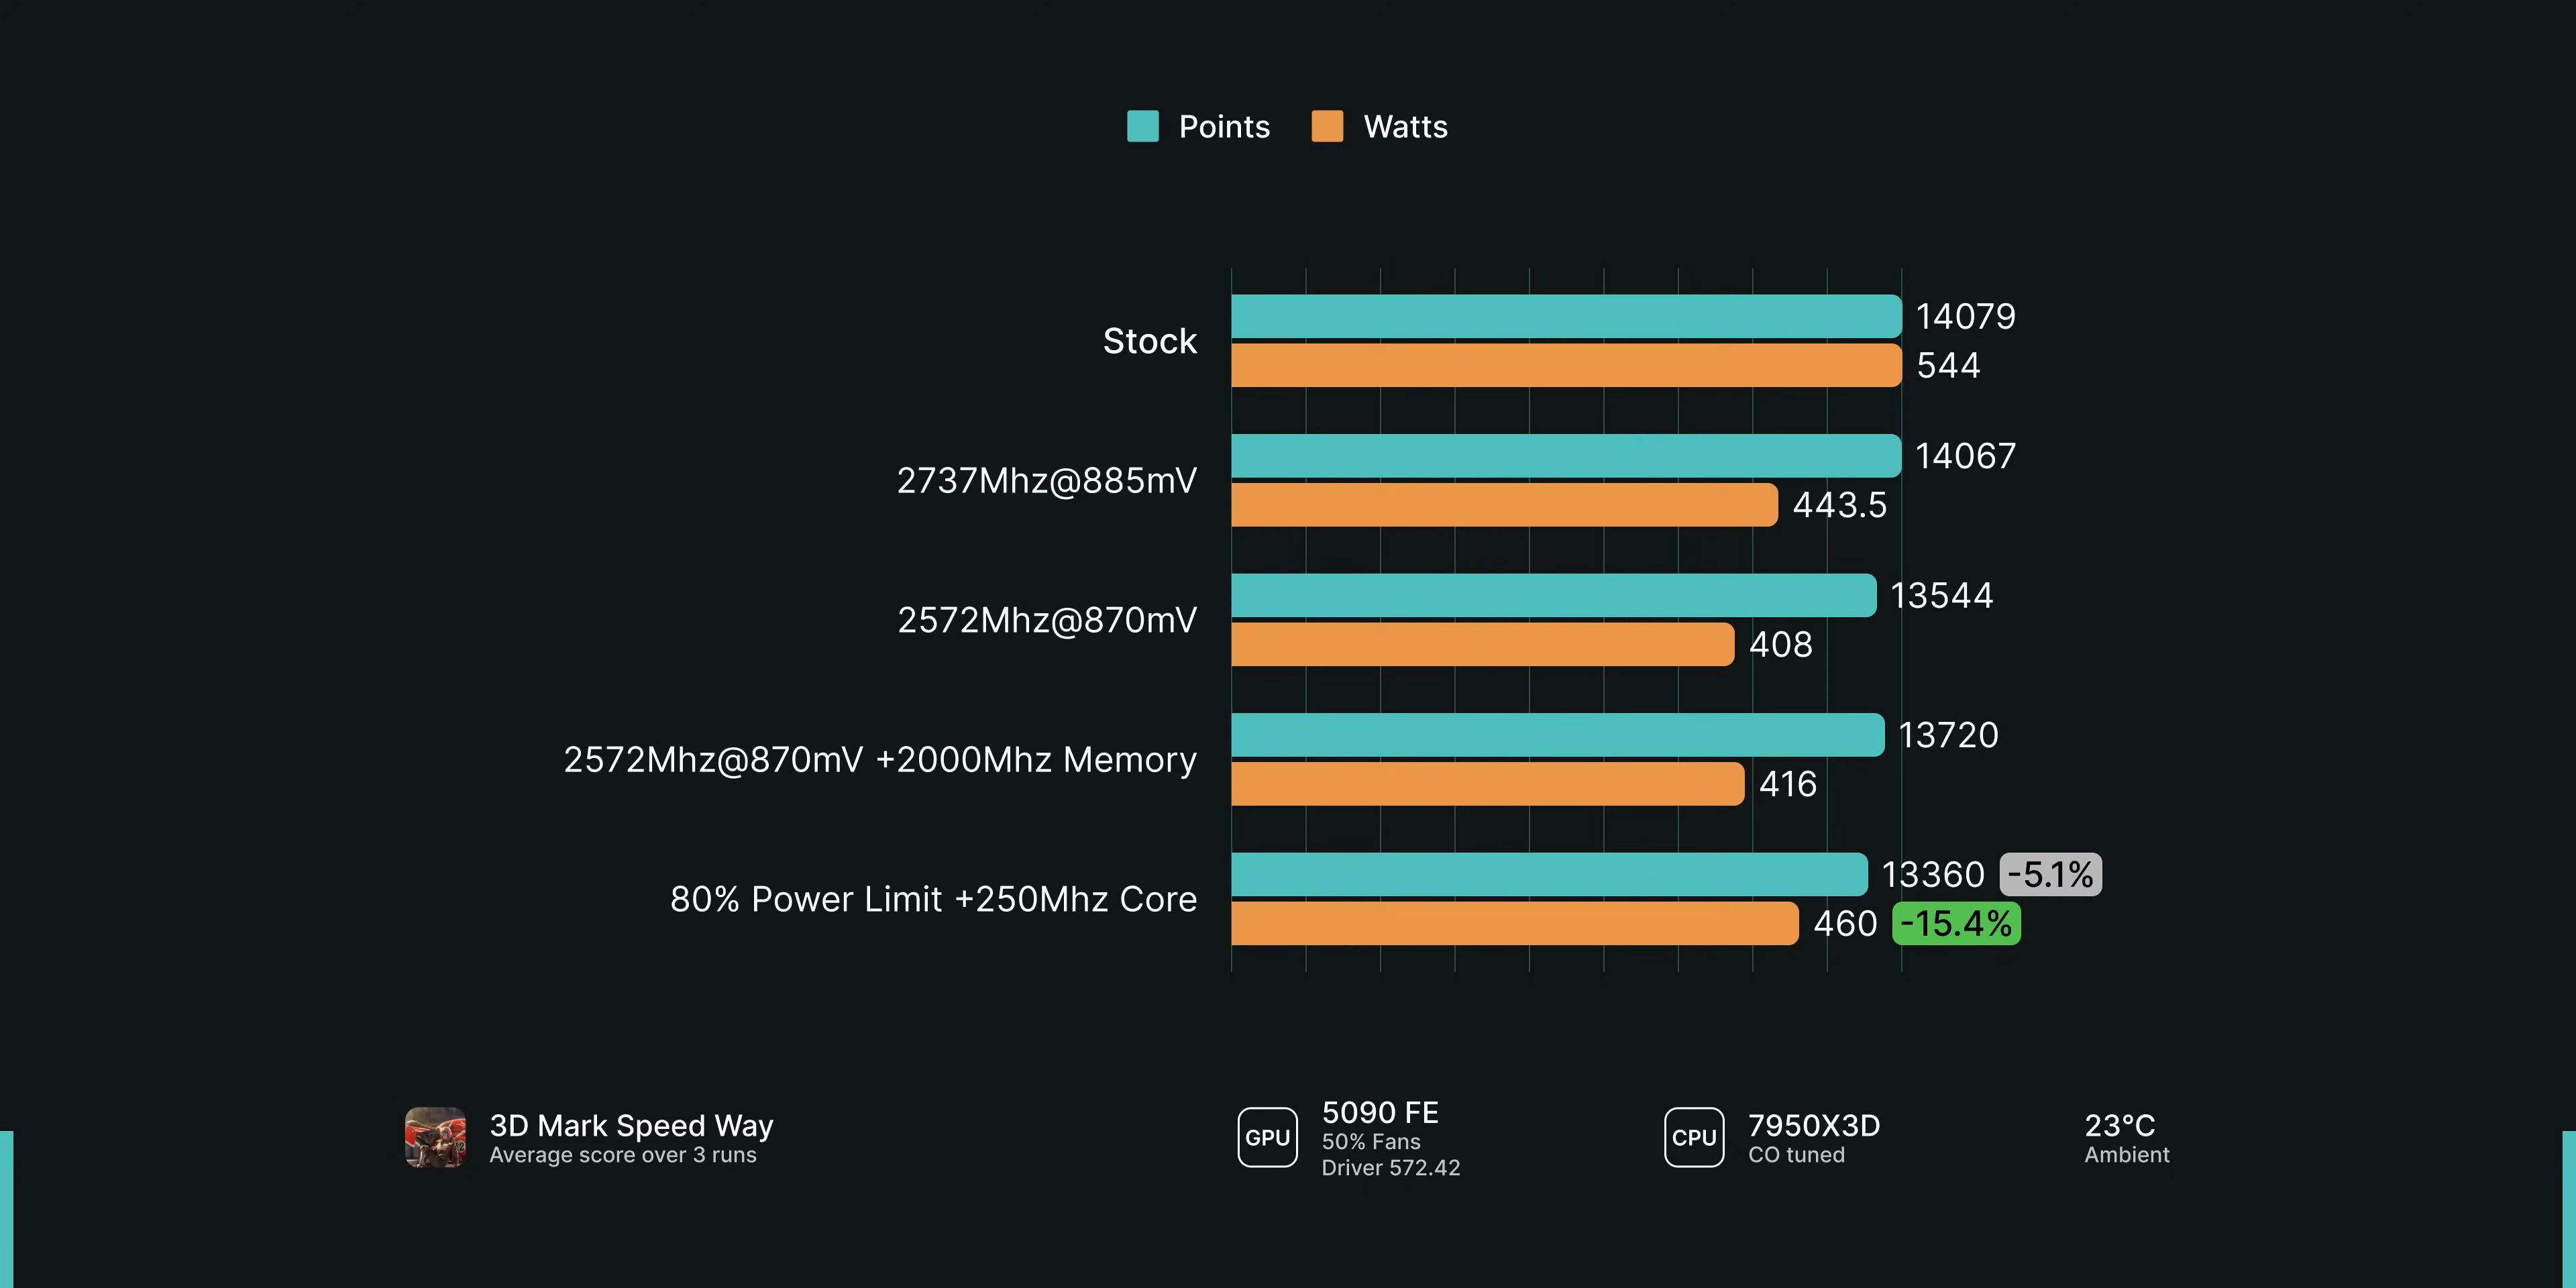 Points
Watts
Stock
14079
544
2737Mhz@885mV
14067
443.5
2572Mhz@870mV
13544
408
2572Mhz@870mV +2000Mhz Memory
13720
416
80% Power Limit +250Mhz Core
13360 -5.1%
460 -15.4%
3D Mark Speed Way
Average score over 3 runs
GPU
5090 FE
50% Fans
Driver 572.42
CPU
7950X3D
CO tuned
23°C
Ambient